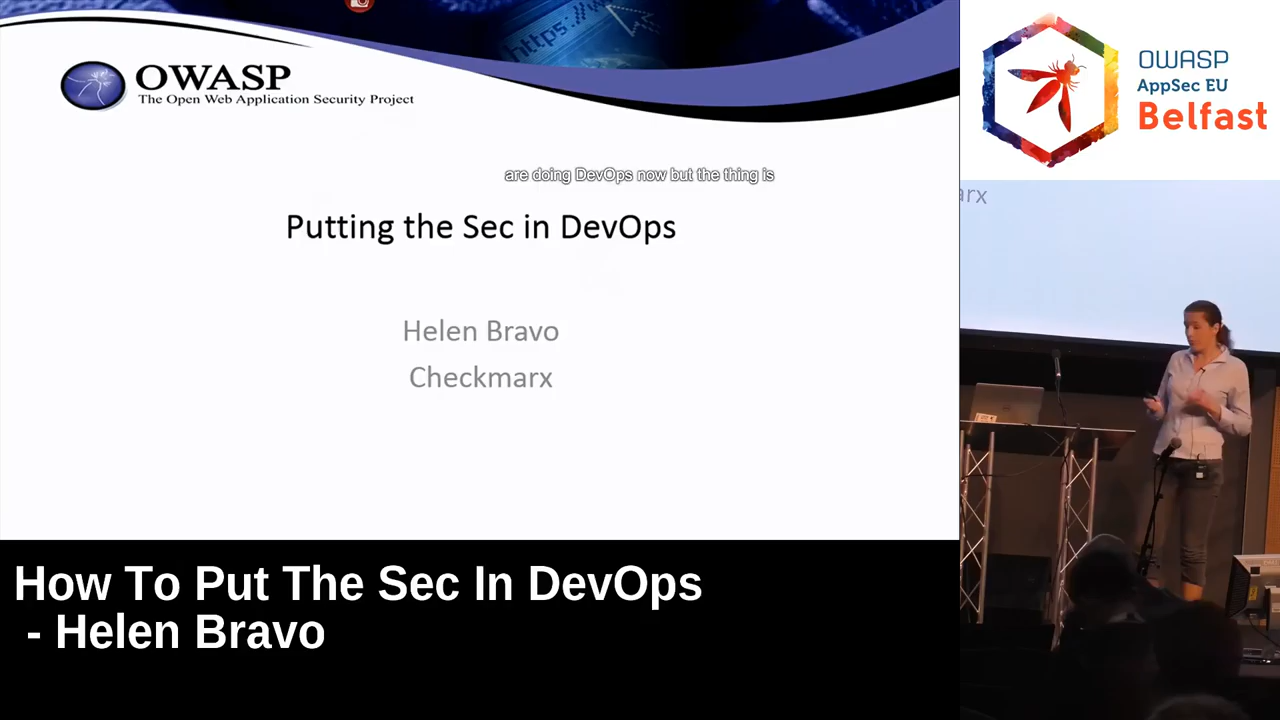 https://w
OWASP
The Open Web Application Security Project
are doing DevOps now but the thing is
Putting the Sec in DevOps
Helen Bravo
Checkmarx
OWASP
AppSec EU
Belfast
arx
How To Put The Sec In DevOps
- Helen Bravo